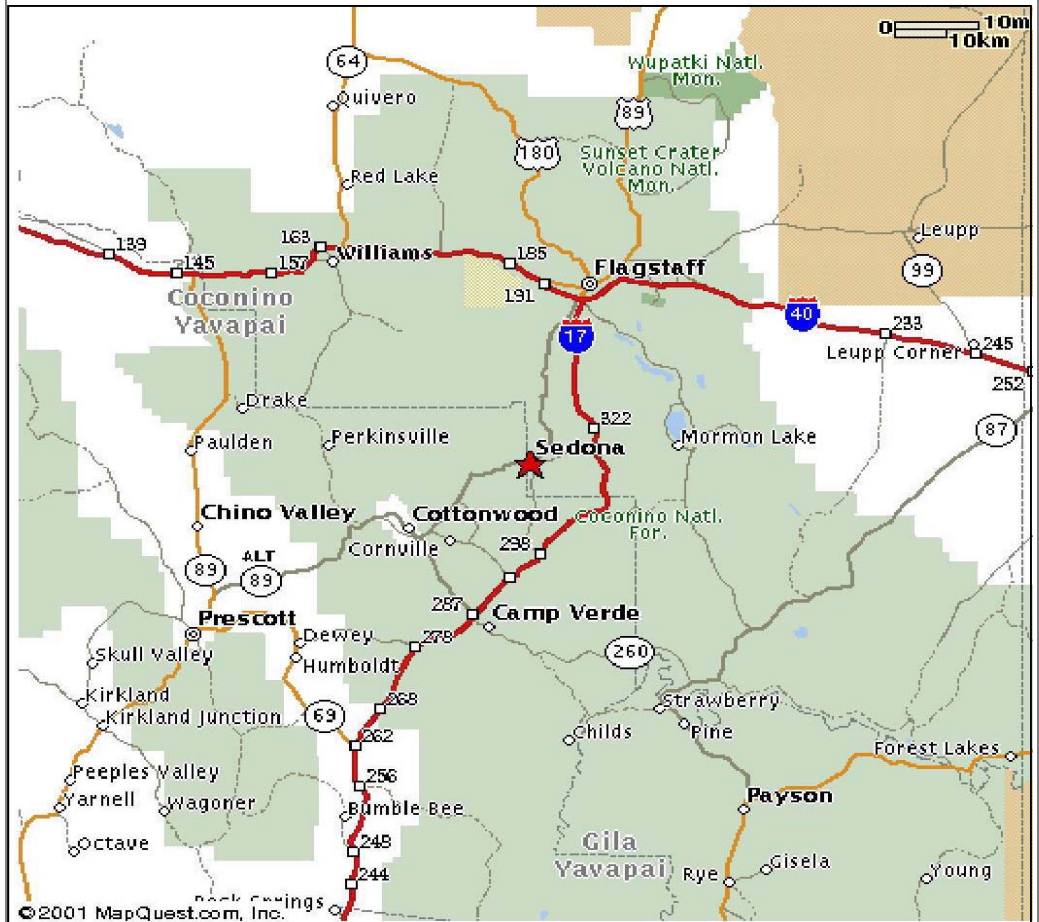 0 10m
10km
Wupatki Natl.
Mon.
64
Quivero
89
180
Sunset Crater
Volcano Natl.
Mon.
Red Lake
Leupp
99
139
145
157
163
Williams
185
191
Flagstaff
Coconino
Yavapai
17
40
233
Leupp Corner
245
252
Drake
322
87
Paulden
Perkinsville
Sedona
Mormon Lake
Chino Valley
Cottonwood
Coconino Natl.
For.
Cornville
298
ALT
89
89
287
Camp Verde
Prescott
Dewey
278
260
Skull Valley
Humboldt
Kirkland
268
Strawberry
Kirkland Junction
69
262
Childs
Pine
Forest Lakes
Peeples Valley
256
Yarnell
Wagoner
Bumble Bee
Payson
Octave
248
Gila
Yavapai
Gisela
244
Rye
Young
Springs
©2001 MapQuest.com, Inc.